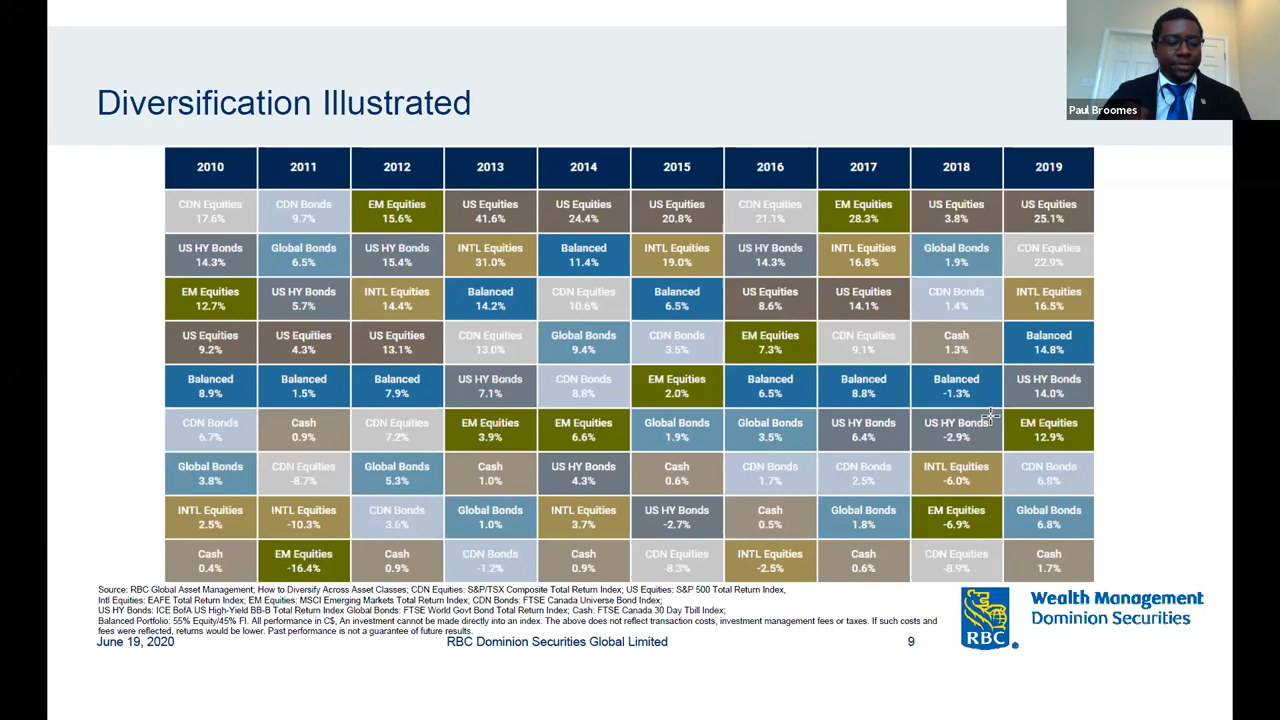 Paul Broomes
Diversification Illustrated
2010 2011 2012 2013 2014 2015 2016 2017 2018 2019
CDN Equities CDN Bonds EM Equities US Equities US Equities US Equities CDN Equities EM Equities US Equities US Equities
17.6% 9.7% 15.6% 41.6% 24.4% 20.8% 21.1% 28.3% 3.8% 25.1%
US HY Bonds Global Bonds US HY Bonds INTL Equities Balanced INTL Equities US HY Bonds INTL Equities Global Bonds CDN Equities
14.3% 6.5% 15.4% 31.0% 11.4% 19.0% 14.3% 16.8% 1.9% 22.9%
EM Equities US HY Bonds INTL Equities Balanced CDN Equities Balanced US Equities US Equities CDN Bonds INTL Equities
12.7% 5.7% 14.4% 14.2% 10.6% 6.5% 8.6% 14.1% 1.4% 16.5%
US Equities US Equities US Equities CDN Equities Global Bonds CDN Bonds EM Equities CDN Equities Cash Balanced
9.2% 4.3% 13.1% 13.0% 9.4% 3.5% 7.3% 9.1% 1.3% 14.8%
Balanced Balanced Balanced US HY Bonds CDN Bonds EM Equities Balanced Balanced Balanced US HY Bonds
8.9% 1.5% 7.9% 7.1% 8.8% 2.0% 6.5% 8.8% -1.3% 14.0%
CDN Bonds Cash CDN Equities EM Equities EM Equities Global Bonds Global Bonds US HY Bonds US HY Bonds EM Equities
6.7% 0.9% 7.2% 3.9% 6.6% 1.9% 3.5% 6.4% -2.9% 12.9%
Global Bonds CDN Equities Global Bonds Cash US HY Bonds Cash CDN Bonds CDN Bonds INTL Equities CDN Bonds
3.8% -8.7% 5.3% 1.0% 4.3% 0.6% 1.7% 2.5% -6.0% 6.8%
INTL Equities INTL Equities CDN Bonds Global Bonds INTL Equities US HY Bonds Cash Global Bonds EM Equities Global Bonds
2.5% -10.3% 3.6% 1.0% 3.7% -2.7% 0.5% 1.8% -6.9% 6.8%
Cash EM Equities Cash CDN Bonds Cash CDN Equities INTL Equities Cash CDN Equities Cash
0.4% -16.4% 0.9% -1.2% 0.9% -8.3% -2.5% 0.6% -8.9% 1.7%
Source: RBC Global Asset Management; How to Diversify Across Asset Classes; CDN Equities: S&P/TSX Composite Total Return Index; US Equities: S&P 500 Total Return Index,
Intl Equities: EAFE Total Return Index; EM Equities: MSCI Emerging Markets Total Return Index; CDN Bonds: FTSE Canada Universe Bond Index;
US HY Bonds: ICE BofA US High-Yield BB-B Total Return Index Global Bonds: FTSE World Govt Bond Total Return Index; Cash: FTSE Canada 30 Day Tbill Index;
Balanced Portfolio: 55% Equity/45% FI. All performance in C$, An investment cannot be made directly into an index. The above does not reflect transaction costs, investment management fees or taxes. If such costs and
fees were reflected, returns would be lower. Past performance is not a guarantee of future results.
June 19, 2020 RBC Dominion Securities Global Limited 9
RBC
Wealth Management
Dominion Securities